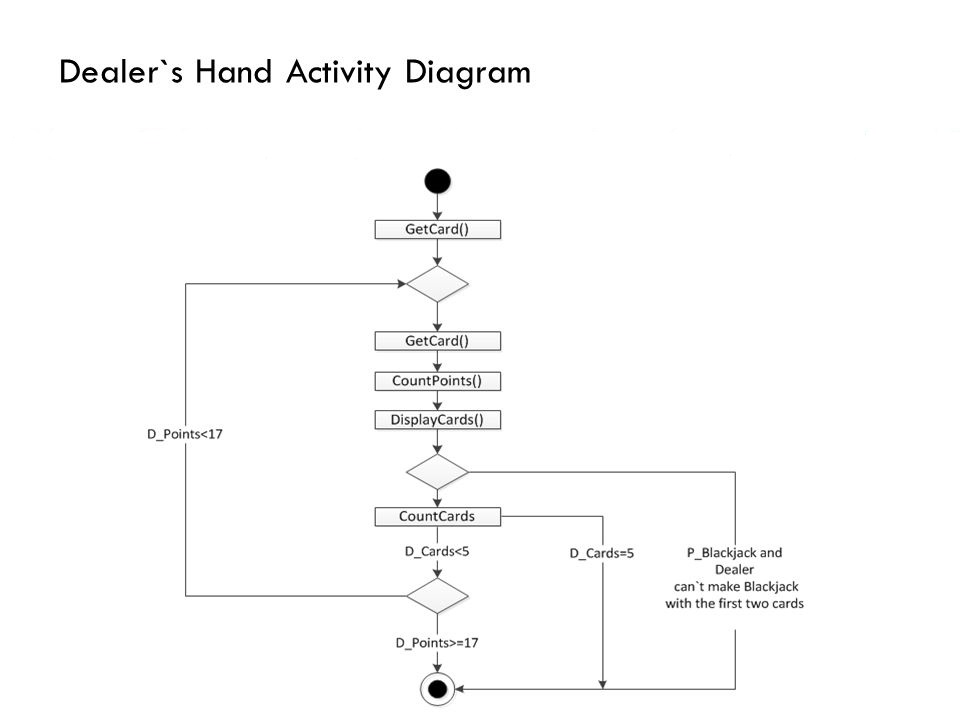 Dealer`s Hand Activity Diagram
GetCard()
GetCard()
CountPoints()
DisplayCards()
D_Points<17
CountCards
D_Cards<5
D_Cards=5
P_Blackjack and
Dealer
can`t make Blackjack
with the first two cards
D_Points>=17